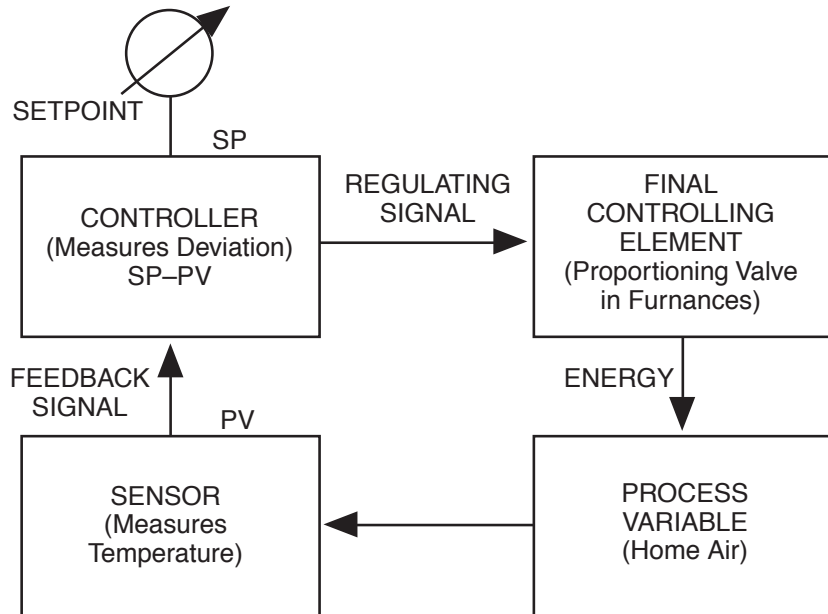 SETPOINT
SP
CONTROLLER
(Measures Deviation)
SP–PV
REGULATING
SIGNAL
FINAL
CONTROLLING
ELEMENT
(Proportioning Valve
in Furnances)
FEEDBACK
SIGNAL
PV
ENERGY
SENSOR
(Measures
Temperature)
PROCESS
VARIABLE
(Home Air)